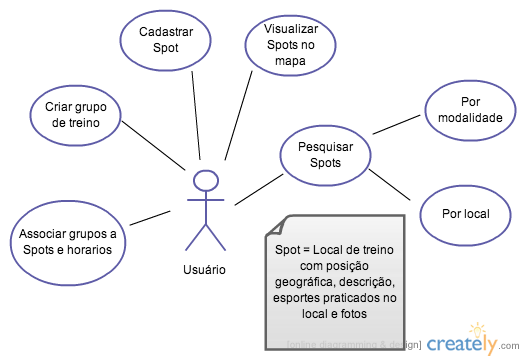 Cadastrar
Spot
Visualizar
Spots no
mapa
Criar grupo
de treino
Por
modalidade
Pesquisar
Spots
Associar grupos a
Spots e horarios
Por local
Usuário
Spot = Local de treino
com posição
geográfica, descrição,
esportes praticados no
local e fotos
[online diagramming & design]
creately.com